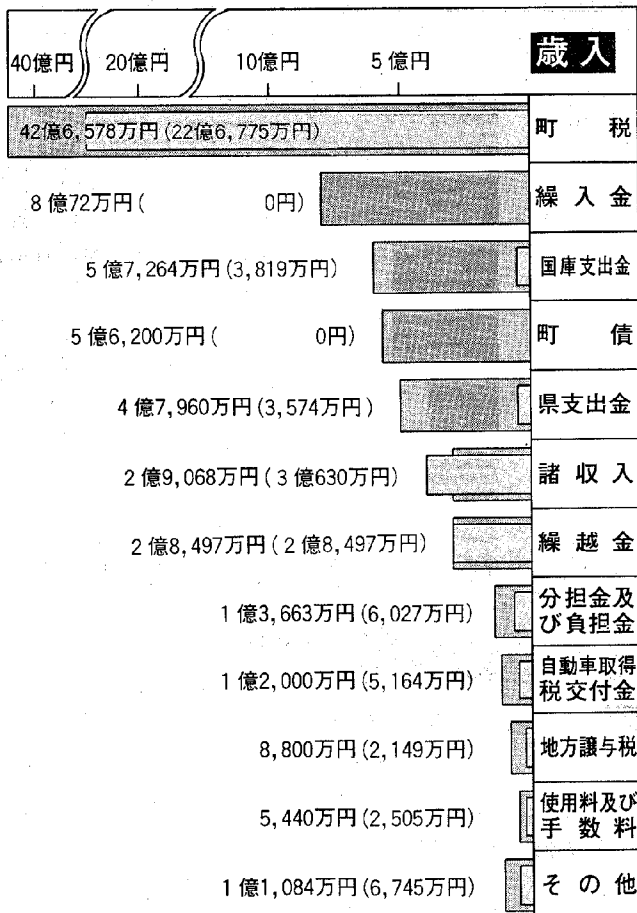 40億円 20億円 10億円 5億円 歳入
42億6,578万円(22億6,775万円) 町税
8億72万円(0円) 繰入金
5億7,264万円(3,819万円) 国庫支出金
5億6,200万円(0円) 町債
4億7,960万円(3,574万円) 県支出金
2億9,068万円(3億630万円) 諸収入
2億8,497万円(2億8,497万円) 繰越金
1億3,663万円(6,027万円) 分担金及
び負担金
1億2,000万円(5,164万円) 自動車取得
税交付金
8,800万円(2,149万円) 地方譲与税
5,440万円(2,505万円) 使用料及び
手数料
1億1,084万円(6,745万円) その他